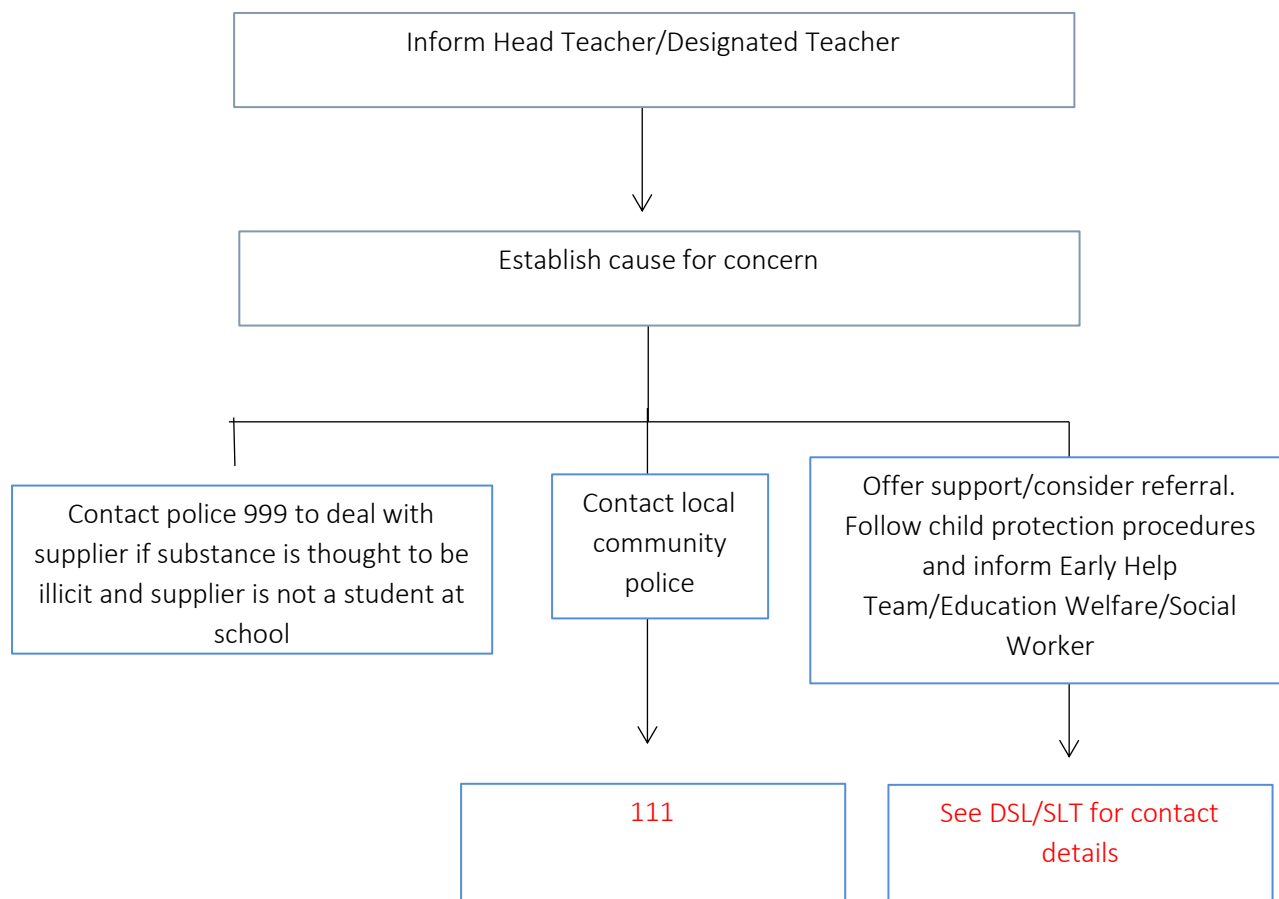 Inform Head Teacher/Designated Teacher
Establish cause for concern
Contact police 999 to deal with
supplier if substance is thought to be
illicit and supplier is not a student at
school
Contact local
community
police
Offer support/consider referral.
Follow child protection procedures
and inform Early Help
Team/Education Welfare/Social
Worker
111
See DSL/SLT for contact
details